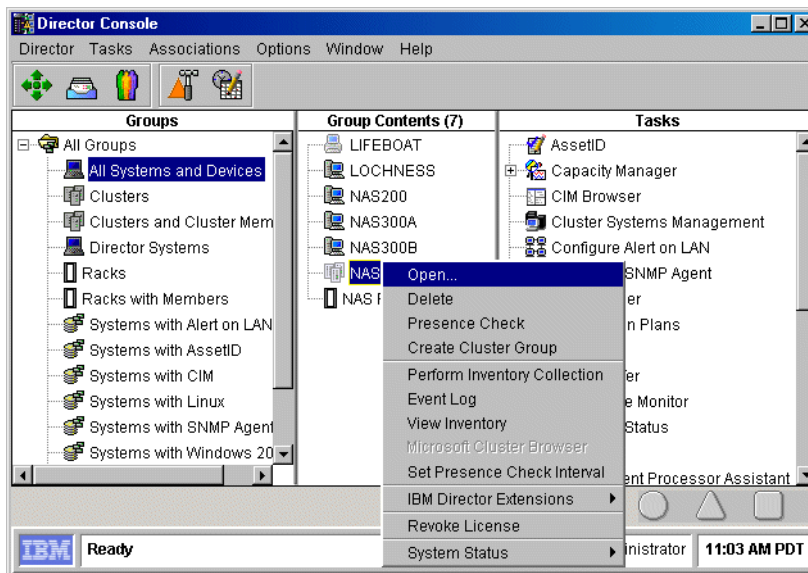 Director Console
Director Tasks Associations Options Window Help
Groups
All Groups
All Systems and Devices
Clusters
Clusters and Cluster Mem
Director Systems
Racks
Racks with Members
Systems with Alert on LAN
Systems with AssetID
Systems with CIM
Systems with Linux
Systems with SNMP Agent
Systems with Windows 20
Group Contents (7)
LIFEBOAT
LOCHNESS
NAS200
NAS300A
NAS300B
NAS
NAS
Tasks
AssetID
Capacity Manager
CIM Browser
Cluster Systems Management
Configure Alert on LAN
SNMP Agent
er
n Plans
er
e Monitor
Status
ent Processor Assistant
Open...
Delete
Presence Check
Create Cluster Group
Perform Inventory Collection
Event Log
View Inventory
Microsoft Cluster Browser
Set Presence Check Interval
IBM Director Extensions
Revoke License
System Status
IBM
Ready
inistrator
11:03 AM PDT